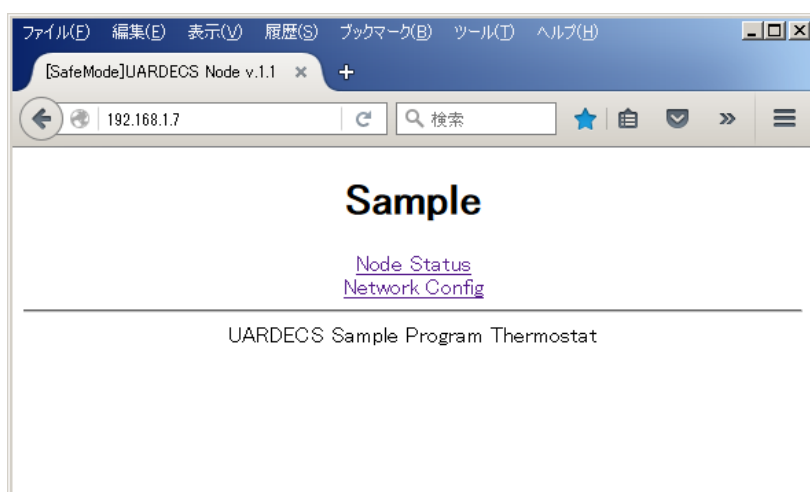 ファイル(F) 編集(E) 表示(V) 履歴(S) ブックマーク(B) ツール(T) ヘルプ(H)
[SafeMode]UARDECS Node v.1.1
192.168.1.7 検索
Sample
Node Status
Network Config
UARDECS Sample Program Thermostat